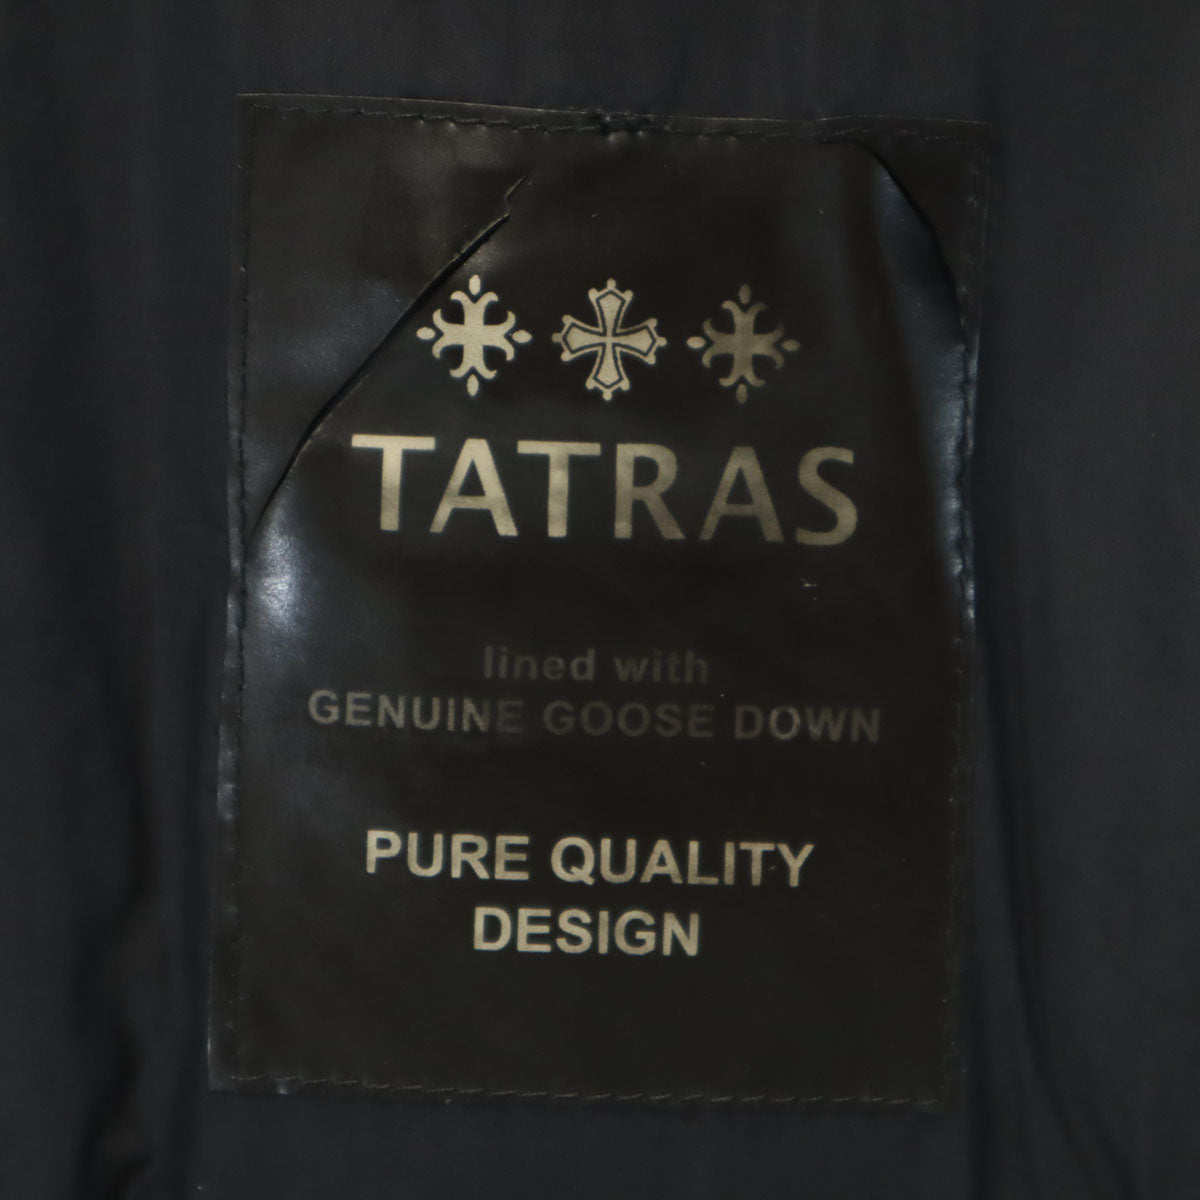 TATRAS
lined with
GENUINE GOOSE DOWN
PURE QUALITY
DESIGN